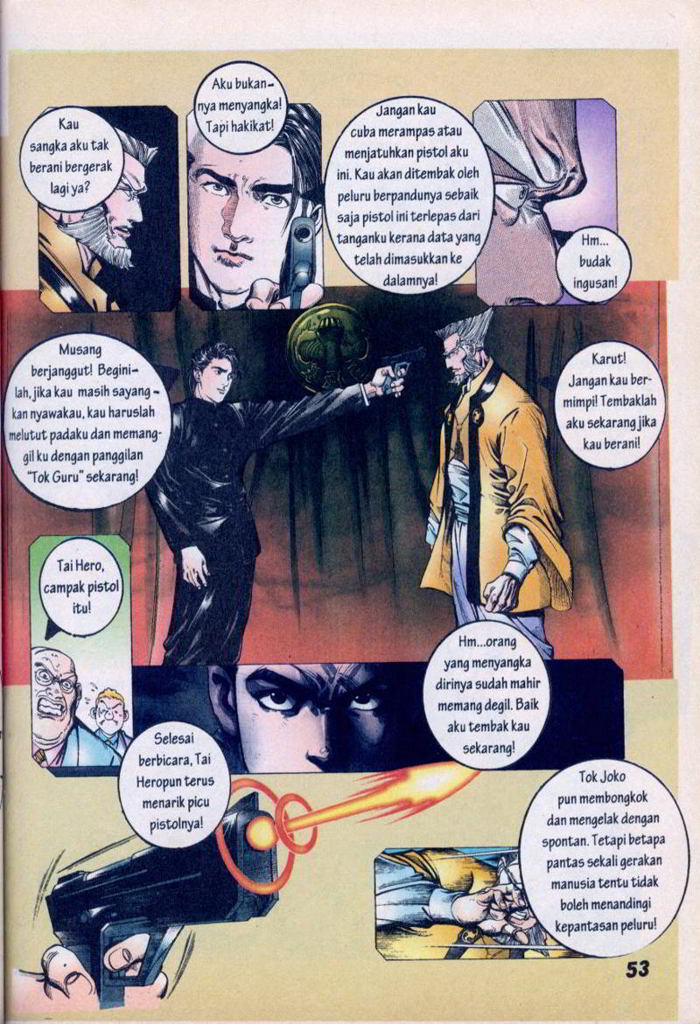 Kau
sangka aku tak
berani bergerak
lagi ya?
Aku bukan-
nya menyangka!
Tapi hakikat!
Jangan kau
cuba merampas atau
menjatuhkan pistol aku
ini. Kau akan ditembak oleh
peluru berpandunya sebaik
saja pistol ini terlepas dari
tanganku kerana data yang
telah dimasukkan ke
dalamnya!
Hm...
budak
ingusan!
Musang
berjanggut! Begini-
lah, jika kau masih sayang-
kan nyawakau, kau haruslah
melutut padaku dan memang-
gil ku dengan panggilan
"Tok Guru" sekarang!
Karut!
Jangan kau ber-
mimpi! Tembaklah
aku sekarang jika
kau berani!
Tai Hero,
campak pistol
itu!
Hm...orang
yang menyangka
dirinya sudah mahir
memang degil. Baik
aku tembak kau
sekarang!
Selesai
berbicara, Tai
Heropun terus
menarik picu
pistolnya!
Tok Joko
pun membongkok
dan mengelak dengan
spontan. Tetapi betapa
pantas sekali gerakan
manusia tentu tidak
boleh menandingi
kepantasan peluru!
53